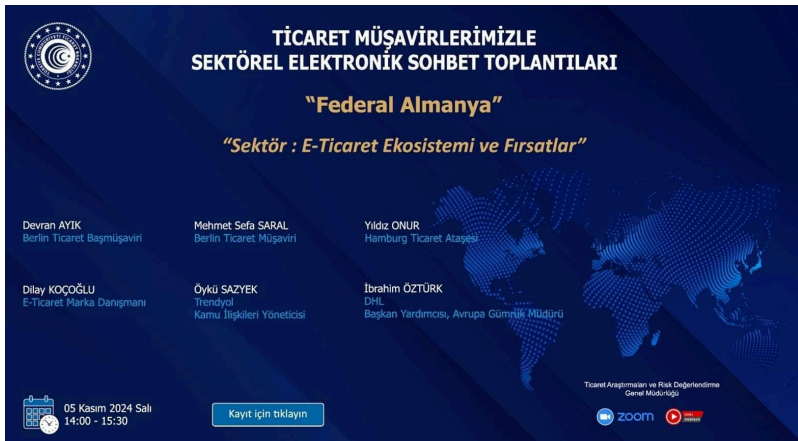 TİCARET MÜŞAVİRLERİMİZLE
SEKTÖREL ELEKTRONİK SOHBET TOPLANTILARI
"Federal Almanya"
"Sektör : E-Ticaret Ekosistemi ve Fırsatlar"
Devran AYIK
Berlin Ticaret Başmüşaviri
Mehmet Sefa SARAL
Berlin Ticaret Müşaviri
Yıldız ONUR
Hamburg Ticaret Ataşesi
Dilay KOÇOĞLU
E-Ticaret Marka Danışmanı
Öykü SAZYEK
Trendyol
Kamu İlişkileri Yöneticisi
İbrahim ÖZTÜRK
DHL
Başkan Yardımcısı, Avrupa Gümrük Müdürü
05 Kasım 2024 Salı
14:00 - 15:30
Kayıt için tıklayın
Ticaret Araştırmaları ve Risk Değerlendirme
Genel Müdürlüğü
zoom